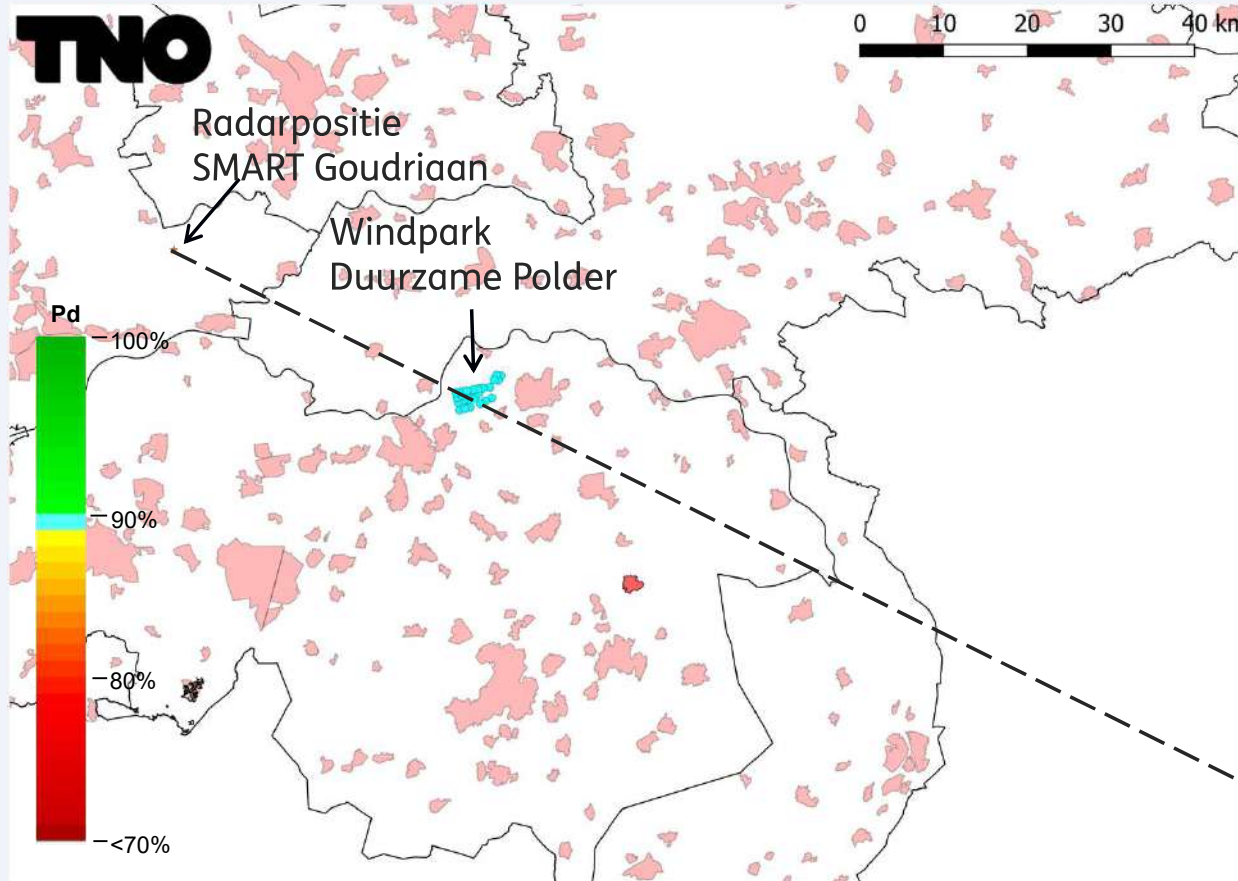 TNO
0 10 20 30 40 km
Radarpositie
SMART Goudriaan
Windpark
Duurzame Polder
Pd
100%
90%
80%
<70%